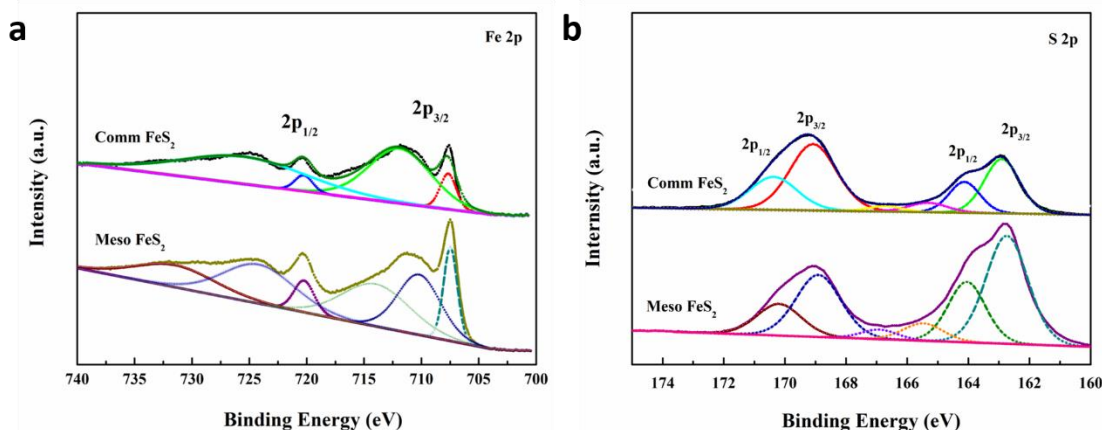 a
Fe 2p
2p1/2
2p3/2
Comm FeS2
Meso FeS2
Intensity (a.u.)
740 735 730 725 720 715 710 705 700
Binding Energy (eV)
b
S 2p
2p1/2
2p3/2
2p1/2
2p3/2
Comm FeS2
Meso FeS2
Internsity (a.u.)
174 172 170 168 166 164 162 160
Binding Energy (eV)